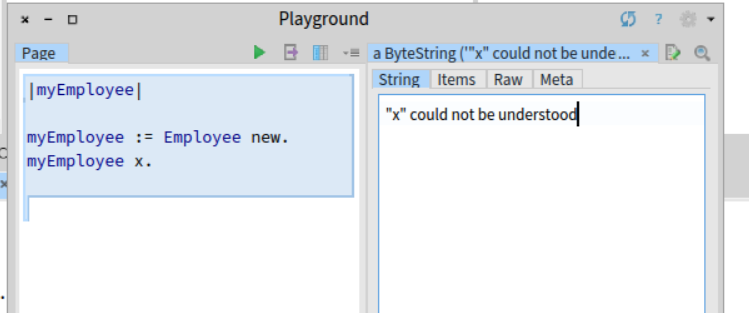 Playground
?
Page
a ByteString ('"x" could not be unde...
String Items Raw Meta
|myEmployee|
myEmployee := Employee new.
myEmployee x.
"x" could not be understood